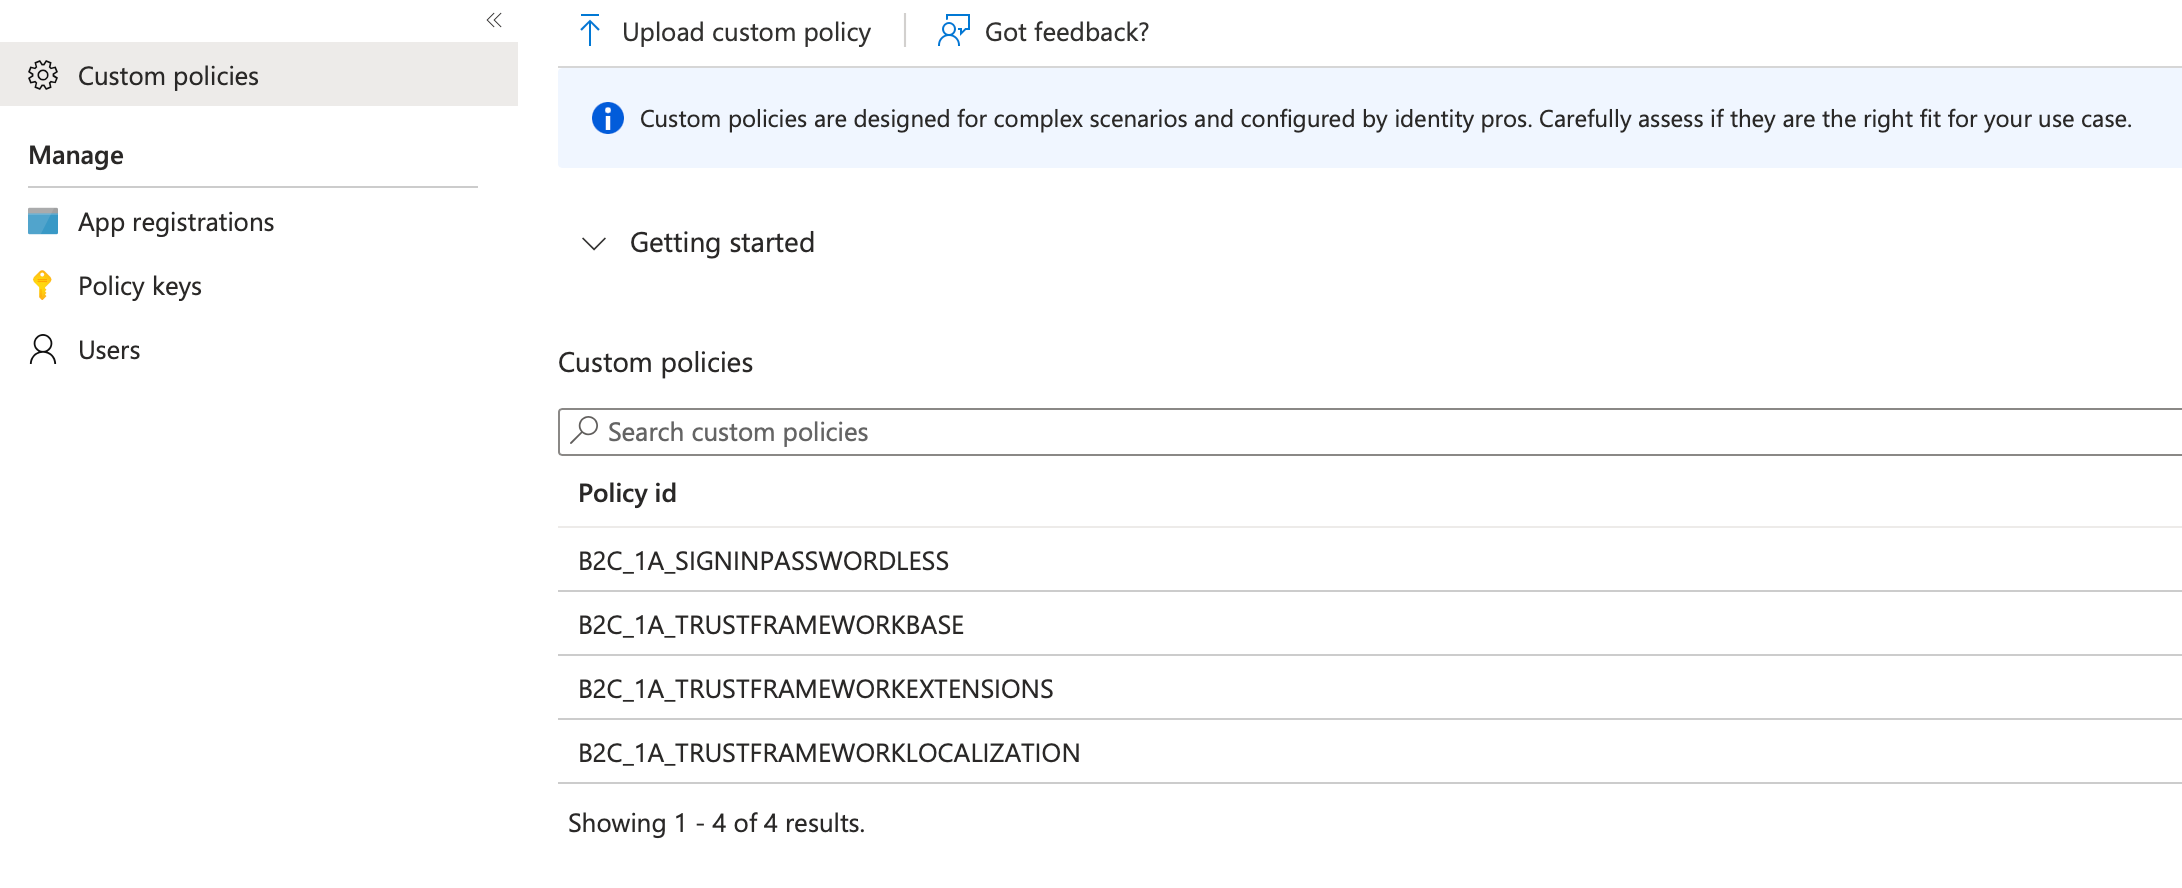 Custom policies
Manage
App registrations
Policy keys
Users
Upload custom policy
Got feedback?
Custom policies are designed for complex scenarios and configured by identity pros. Carefully assess if they are the right fit for your use case.
Getting started
Custom policies
Search custom policies
Policy id
B2C_1A_SIGNINPASSWORDLESS
B2C_1A_TRUSTFRAMEWORKBASE
B2C_1A_TRUSTFRAMEWORKEXTENSIONS
B2C_1A_TRUSTFRAMEWORKLOCALIZATION
Showing 1 - 4 of 4 results.